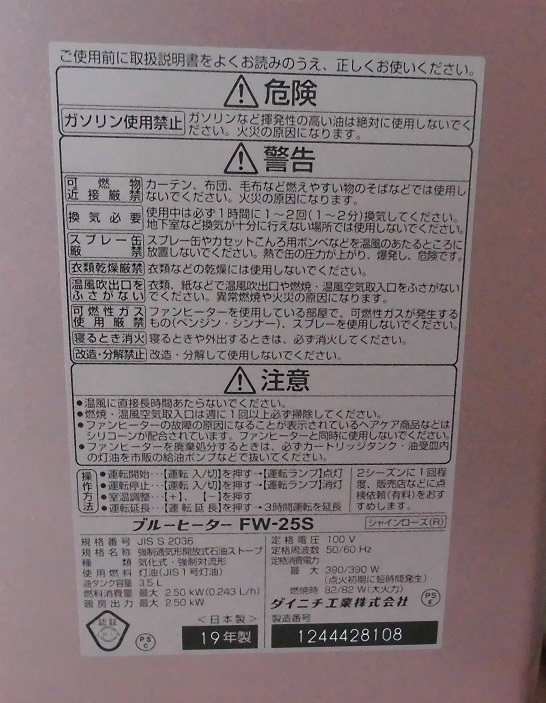 ご使用前に取扱説明書をよくお読みのうえ、正しくお使いください。
危険
ガソリン使用禁止 ガソリンなど揮発性の高い油は絶対に使用しないでください。火災の原因になります。
警告
可燃物近接厳禁 カーテン、布団、毛布など燃えやすい物のそばなどでは使用しないでください。火災の原因になります。
換気必要 使用中は必ず1時間に1〜2回(1〜2分)換気してください。
地下室など換気が十分に行えない場所では使用しないでください。
スプレー缶厳禁 スプレー缶やカセットこんろ用ボンベなどを温風のあたるところに放置しないでください。熱で缶の圧力が上がり、爆発し、危険です。
衣類乾燥厳禁 衣類などの乾燥には使用しないでください。
温風吹出口をふさがない 衣類、紙などで温風吹出口や燃焼・温風空気取入口をふさがないでください。異常燃焼や火災の原因になります。
可燃性ガス使用厳禁 ファンヒーターを使用している部屋で、可燃性ガスが発生するもの(ベンジン・シンナー)、スプレーを使用しないでください。
寝るとき消火 寝るときや外出するときは、必ず消火してください。
改造・分解禁止 改造・分解して使用しないでください。
注意
●温風に直接長時間あたらないでください。
●燃焼・温風空気取入口は週に1回以上必ず掃除してください。
●ファンヒーターの故障の原因になることが表示されているヘアケア商品などは
シリコーンが配合されています。ファンヒーターと同時に使用しないでください。
●ファンヒーターを廃棄処分するときは、必ずカートリッジタンク・油受皿内
の灯油を市販の給油ポンプなどで抜いてください。
操作方法
●運転開始…【運転 入/切】を押す→【運転ランプ】点灯
●運転停止…【運転 入/切】を押す→【運転ランプ】消灯
●室温調整…【+】、【−】を押す
●運転延長…【運転延長】を押す→3時間運転を延長
2シーズンに1回程度、販売店などに点検依頼(有料)をおすすめします。
ブルーヒーター FW-25S シャインローズ(R)
規格番号 JIS S 2036
規格名称 強制通気形開放式石油ストーブ
種類 気化式・強制対流形
使用燃料 灯油(JIS1号灯油)
油タンク容量 3.5L
燃料消費量 最大 2.50kW(0.243L/h)
暖房出力 最大 2.50kW
定格電圧 100V
定格周波数 50/60Hz
定格消費電力
最大 390/390W
(点火初期に短時間発生)
燃焼時 82/82W(大火力)
ダイニチ工業株式会社
PSE
認証
PSC
<日本製>
19年製
製造番号
1244428108